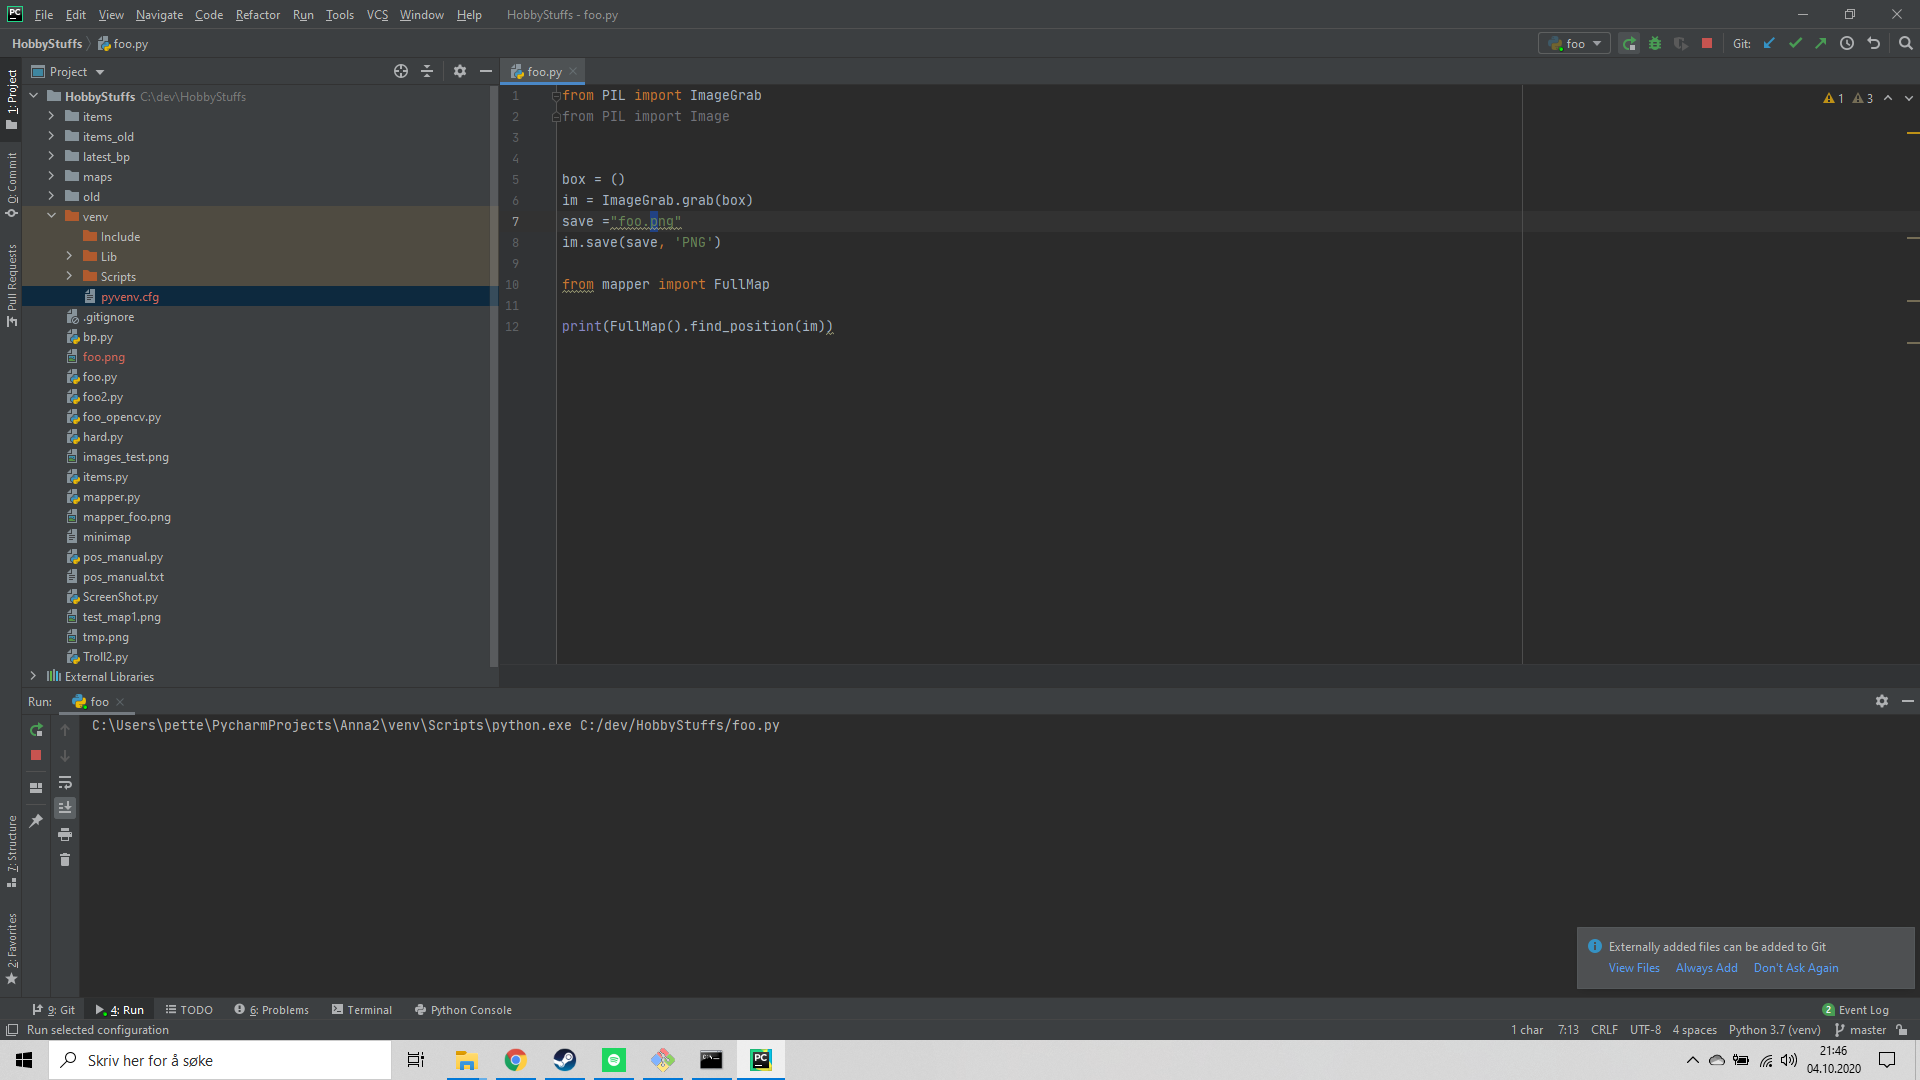 PC File Edit View Navigate Code Refactor Run Tools VCS Window Help HobbyStuffs - foo.py
HobbyStuffs foo.py foo Git:
Project foo.py
1: Project
0: Commit
Pull Requests
7: Structure
2: Favorites
HobbyStuffs C:\dev\HobbyStuffs
items
items_old
latest_bp
maps
old
venv
Include
Lib
Scripts
pyvenv.cfg
.gitignore
bp.py
foo.png
foo.py
foo2.py
foo_opencv.py
hard.py
images_test.png
items.py
mapper.py
mapper_foo.png
minimap
pos_manual.py
pos_manual.txt
ScreenShot.py
test_map1.png
tmp.png
Troll2.py
External Libraries
1 from PIL import ImageGrab
2 from PIL import Image
3
4
5 box = ()
6 im = ImageGrab.grab(box)
7 save ="foo.png"
8 im.save(save, 'PNG')
9
10 from mapper import FullMap
11
12 print(FullMap().find_position(im))
1 3
Run: foo
C:\Users\pette\PycharmProjects\Anna2\venv\Scripts\python.exe C:/dev/HobbyStuffs/foo.py
Externally added files can be added to Git
View Files Always Add Don't Ask Again
9: Git 4: Run TODO 6: Problems Terminal Python Console 2 Event Log
Run selected configuration 1 char 7:13 CRLF UTF-8 4 spaces Python 3.7 (venv) master
Skriv her for å søke PC 21:46
04.10.2020